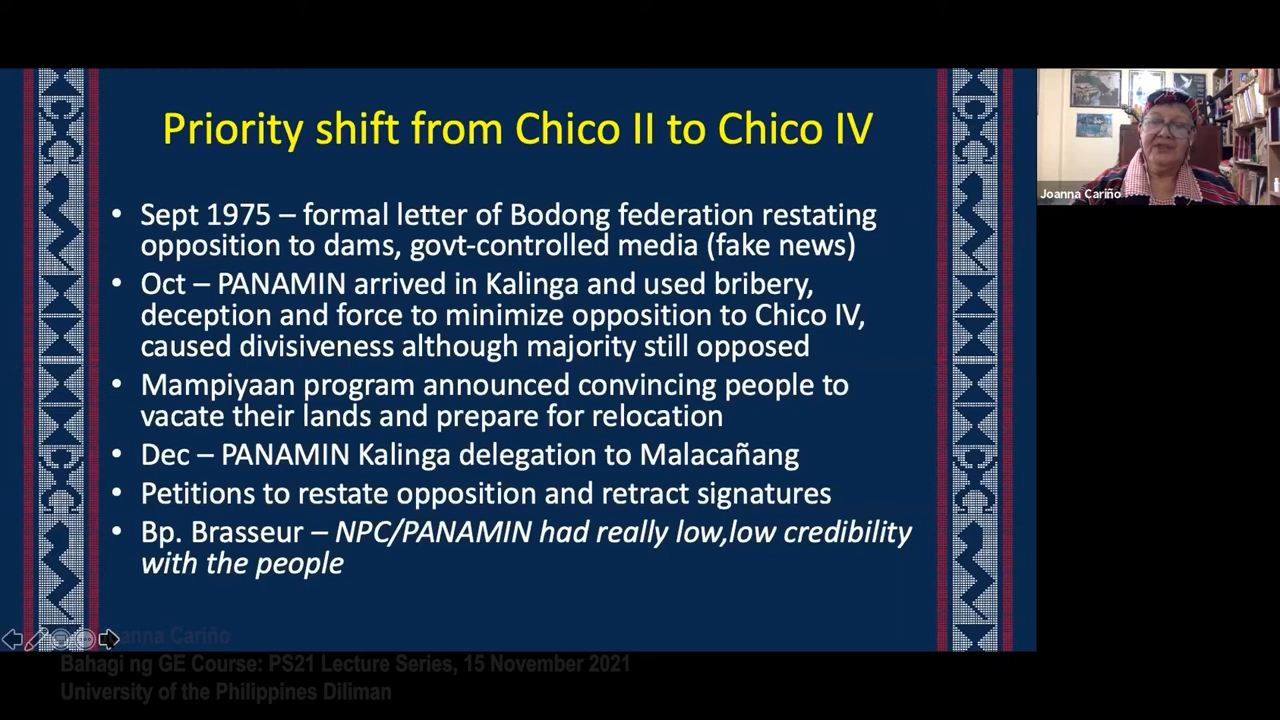 Priority shift from Chico II to Chico IV
• Sept 1975 – formal letter of Bodong federation restating
opposition to dams, govt-controlled media (fake news)
• Oct – PANAMIN arrived in Kalinga and used bribery,
deception and force to minimize opposition to Chico IV,
caused divisiveness although majority still opposed
• Mampiyaan program announced convincing people to
vacate their lands and prepare for relocation
• Dec – PANAMIN Kalinga delegation to Malacañang
• Petitions to restate opposition and retract signatures
• Bp. Brasseur – NPC/PANAMIN had really low,low credibility
with the people
Joanna Cariño
Cariño
Bahagi ng GE Course: PS21 Lecture Series, 15 November 2021
University of the Philippines Diliman